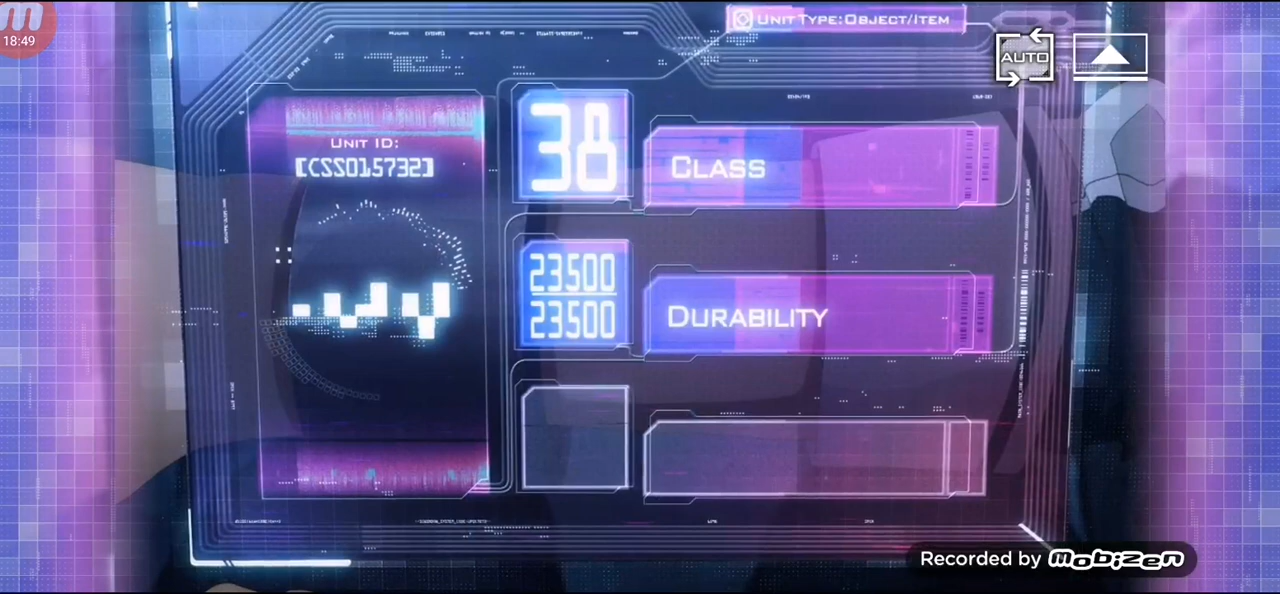 18:49
UNIT TYPE:OBJECT/ITEM
AUTO
UNIT ID:
[CSS015732]
38
CLASS
23500
23500
DURABILITY
Recorded by mobizen